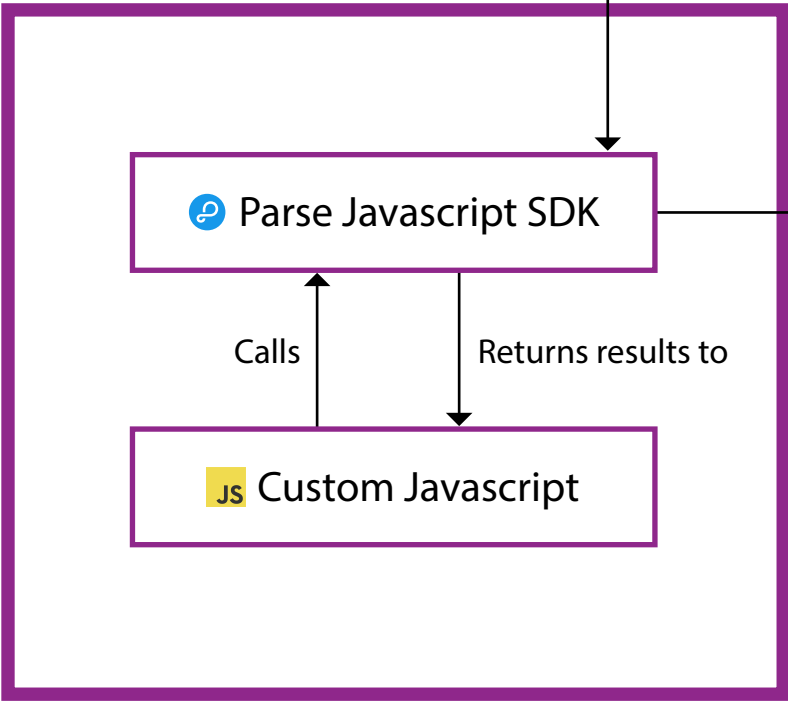 Parse Javascript SDK
Calls
Returns results to
JS Custom Javascript